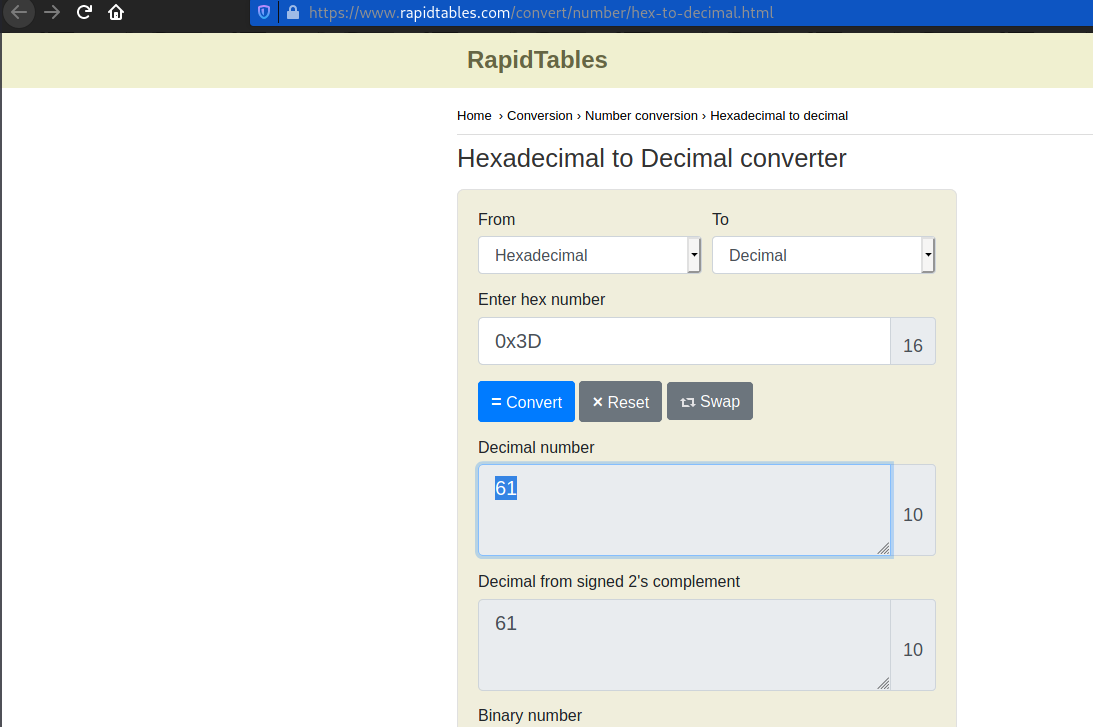 https://www.rapidtables.com/convert/number/hex-to-decimal.html
RapidTables
Home › Conversion › Number conversion › Hexadecimal to decimal
Hexadecimal to Decimal converter
From To
Hexadecimal Decimal
Enter hex number
0x3D 16
= Convert × Reset Swap
Decimal number
61
10
Decimal from signed 2's complement
61
10
Binary number